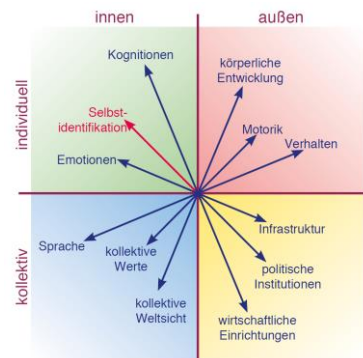 innen
außen
individuell
kollektiv
Kognitionen
Selbst-
identifikation
Emotionen
körperliche
Entwicklung
Motorik
Verhalten
Sprache
kollektive
Werte
kollektive
Weltsicht
Infrastruktur
politische
Institutionen
wirtschaftliche
Einrichtungen